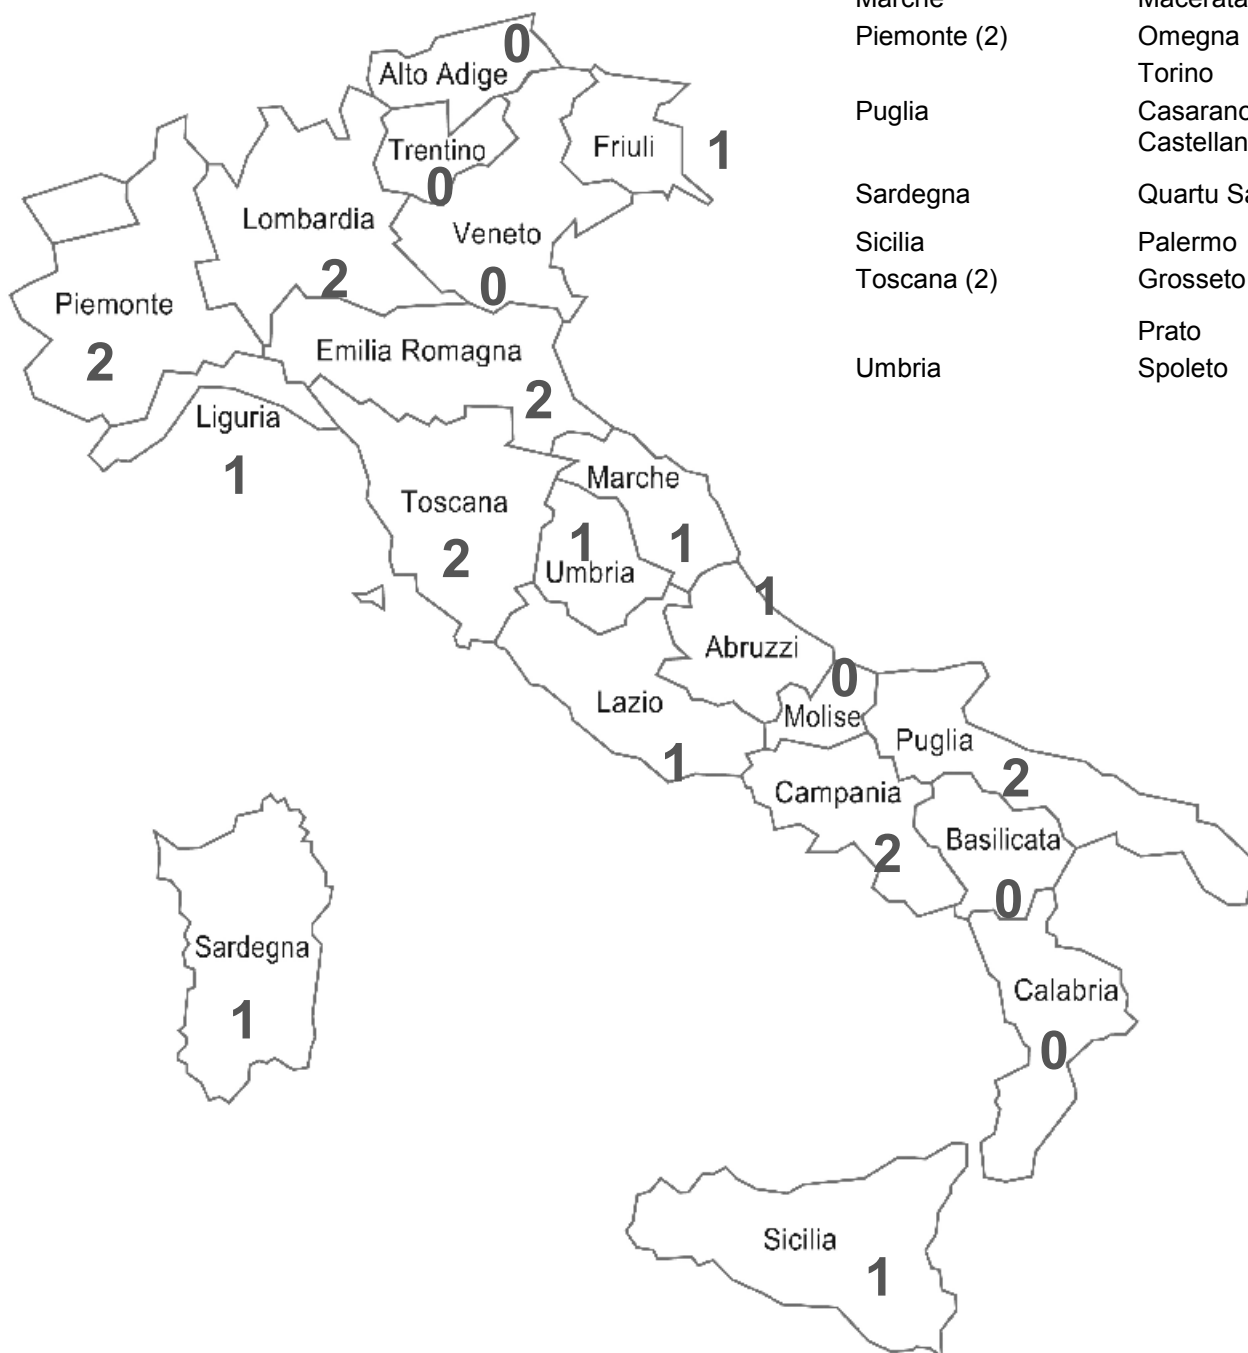 Marche Macerata
Piemonte (2) Omegna
Torino
Puglia Casarano
Castellan
Sardegna Quartu Sa
Sicilia Palermo
Toscana (2) Grosseto
Prato
Umbria Spoleto
0
Alto Adige
Trentino
0
Friuli
1
Lombardia
2
Veneto
0
Piemonte
2
Emilia Romagna
2
Liguria
1
Toscana
2
Marche
1
1
Umbria
1
Abruzzi
0
Molise
Lazio
1
Puglia
2
Campania
2
Basilicata
0
Sardegna
1
Calabria
0
Sicilia
1